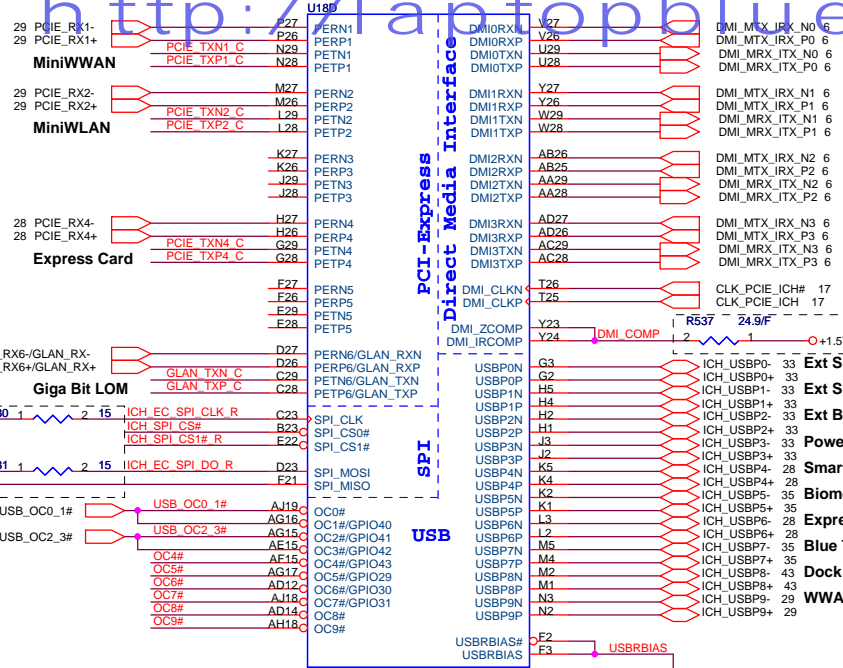 http://laptopblue
U18D
29 PCIE_RX1- P27 PERN1 DMI0RXN V27 DMI_MTX_IRX_N0 6
29 PCIE_RX1+ P26 PERP1 DMI0RXP V26 DMI_MTX_IRX_P0 6
PCIE_TXN1_C N29 PETN1 DMI0TXN U29 DMI_MRX_ITX_N0 6
MiniWWAN PCIE_TXP1_C N28 PETP1 DMI0TXP U28 DMI_MRX_ITX_P0 6
29 PCIE_RX2- M27 PERN2 DMI1RXN Y27 DMI_MTX_IRX_N1 6
29 PCIE_RX2+ M26 PERP2 DMI1RXP Y26 DMI_MTX_IRX_P1 6
PCIE_TXN2_C L29 PETN2 DMI1TXN W29 DMI_MRX_ITX_N1 6
MiniWLAN PCIE_TXP2_C L28 PETP2 DMI1TXP W28 DMI_MRX_ITX_P1 6
K27 PERN3 DMI2RXN AB26 DMI_MTX_IRX_N2 6
K26 PERP3 DMI2RXP AB25 DMI_MTX_IRX_P2 6
J29 PETN3 DMI2TXN AA29 DMI_MRX_ITX_N2 6
J28 PETP3 DMI2TXP AA28 DMI_MRX_ITX_P2 6
PCI-Express
Direct Media Interface
28 PCIE_RX4- H27 PERN4 DMI3RXN AD27 DMI_MTX_IRX_N3 6
28 PCIE_RX4+ H26 PERP4 DMI3RXP AD26 DMI_MTX_IRX_P3 6
PCIE_TXN4_C G29 PETN4 DMI3TXN AC29 DMI_MRX_ITX_N3 6
Express Card PCIE_TXP4_C G28 PETP4 DMI3TXP AC28 DMI_MRX_ITX_P3 6
F27 PERN5 DMI_CLKN T26 CLK_PCIE_ICH# 17
F26 PERP5 DMI_CLKP T25 CLK_PCIE_ICH 17
E29 PETN5
E28 PETP5 DMI_ZCOMP Y23 R537 24.9/F
DMI_IRCOMP Y24 DMI_COMP 2 1 +1.5
_RX6-/GLAN_RX- D27 PERN6/GLAN_RXN
_RX6+/GLAN_RX+ D26 PERP6/GLAN_RXP USBP0N G3 ICH_USBP0- 33 Ext S
GLAN_TXN_C C29 PETN6/GLAN_TXN USBP0P G2 ICH_USBP0+ 33
Giga Bit LOM GLAN_TXP_C C28 PETP6/GLAN_TXP USBP1N H5 ICH_USBP1- 33 Ext S
USBP1P H4 ICH_USBP1+ 33
30 1 2 15 ICH_EC_SPI_CLK_R C23 SPI_CLK USBP2N H2 ICH_USBP2- 33 Ext B
ICH_SPI_CS# B23 SPI_CS0# USBP2P H1 ICH_USBP2+ 33
ICH_SPI_CS1#_R E22 SPI_CS1# USBP3N J3 ICH_USBP3- 33 Powe
SPI
USBP3P J2 ICH_USBP3+ 33
31 1 2 15 ICH_EC_SPI_DO_R D23 SPI_MOSI USBP4N K5 ICH_USBP4- 28 Smar
F21 SPI_MISO USBP4P K4 ICH_USBP4+ 28
USBP5N K2 ICH_USBP5- 35 Biome
USB_OC0_1# USB_OC0_1# AJ19 OC0# USBP5P K1 ICH_USBP5+ 35
AG16 OC1#/GPIO40 USBP6N L3 ICH_USBP6- 28 Expre
USB_OC2_3# USB_OC2_3# AG15 OC2#/GPIO41 USB USBP6P L2 ICH_USBP6+ 28
AE15 OC3#/GPIO42 USBP7N M5 ICH_USBP7- 35 Blue T
OC4# AF15 OC4#/GPIO43 USBP7P M4 ICH_USBP7+ 35
OC5# AG17 OC5#/GPIO29 USBP8N M2 ICH_USBP8- 43 Dock
OC6# AD12 OC6#/GPIO30 USBP8P M1 ICH_USBP8+ 43
OC7# AJ18 OC7#/GPIO31 USBP9N N3 ICH_USBP9- 29 WWA
OC8# AD14 OC8# USBP9P N2 ICH_USBP9+ 29
OC9# AH18 OC9#
USBRBIAS# F2
USBRBIAS F3 USBRBIAS